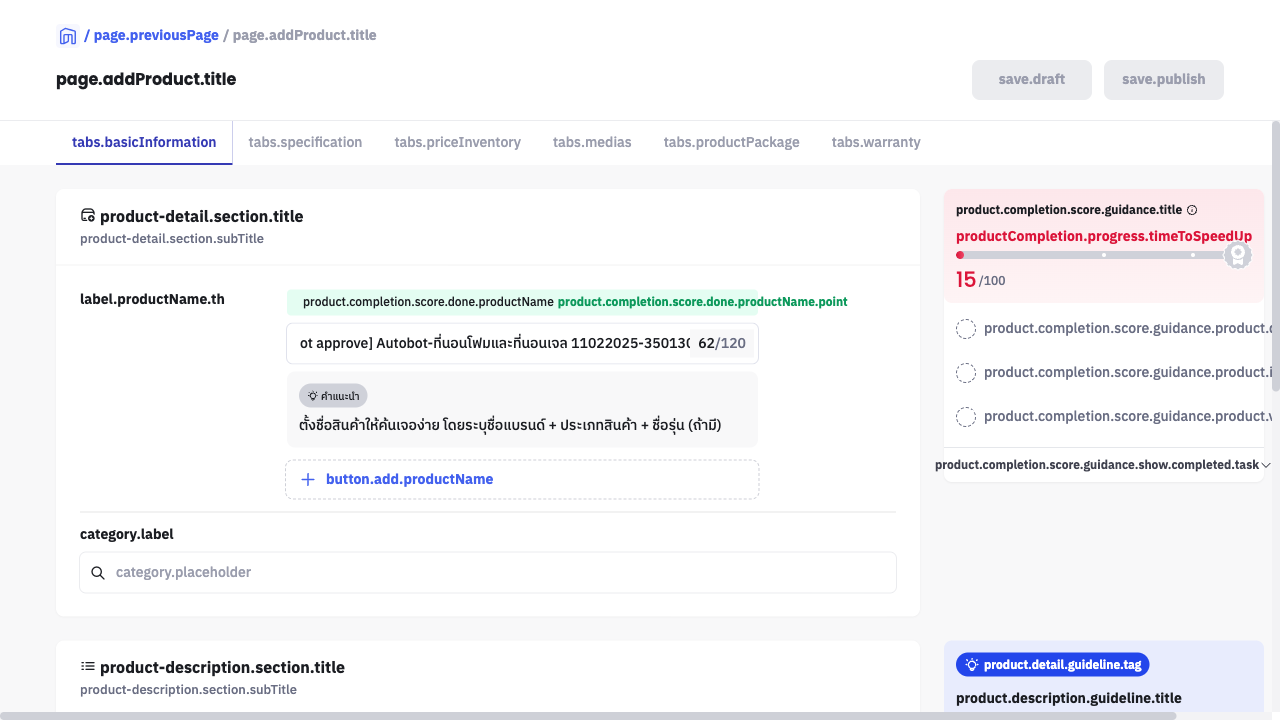 / page.previousPage / page.addProduct.title
page.addProduct.title
save.draft
save.publish
tabs.basicInformation
tabs.specification
tabs.priceInventory
tabs.medias
tabs.productPackage
tabs.warranty
product-detail.section.title
product-detail.section.subTitle
label.productName.th
product.completion.score.done.productName product.completion.score.done.productName.point
ot approve] Autobot-ที่นอนโฟมและที่นอนเจล 11022025-350130
62/120
คำแนะนำ
ตั้งชื่อสินค้าให้ค้นเจอง่าย โดยระบุชื่อแบรนด์ + ประเภทสินค้า + ชื่อรุ่น (ถ้ามี)
button.add.productName
category.label
category.placeholder
product-description.section.title
product-description.section.subTitle
product.completion.score.guidance.title
productCompletion.progress.timeToSpeedUp
15 /100
product.completion.score.guidance.product.
product.completion.score.guidance.product.i
product.completion.score.guidance.product.
product.completion.score.guidance.show.completed.task
product.detail.guideline.tag
product.description.guideline.title